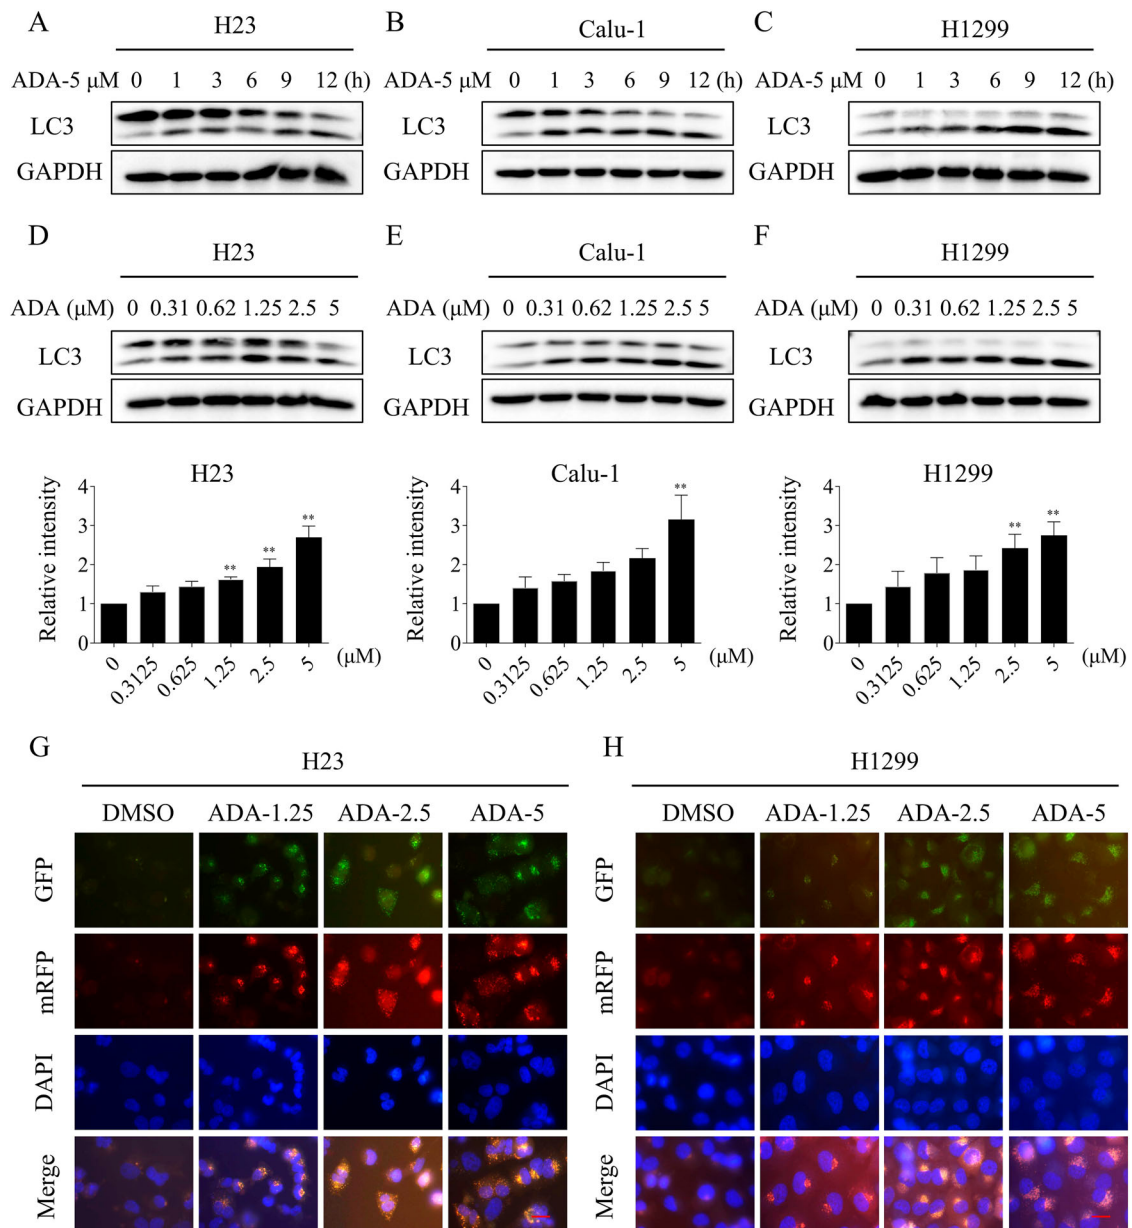 A B C
H23 Calu-1 H1299
ADA-5 μM 0 1 3 6 9 12 (h) ADA-5 μM 0 1 3 6 9 12 (h) ADA-5 μM 0 1 3 6 9 12 (h)
LC3 LC3 LC3
GAPDH GAPDH GAPDH
D E F
H23 Calu-1 H1299
ADA (μM) 0 0.31 0.62 1.25 2.5 5 ADA (μM) 0 0.31 0.62 1.25 2.5 5 ADA (μM) 0 0.31 0.62 1.25 2.5 5
LC3 LC3 LC3
GAPDH GAPDH GAPDH
H23
Relative intensity
4
3
2
1
0
** ** **
0 0.3125 0.625 1.25 2.5 5 (μM)
Calu-1
Relative intensity
4
3
2
1
0
**
0 0.3125 0.625 1.25 2.5 5 (μM)
H1299
Relative intensity
4
3
2
1
0
** **
0 0.3125 0.625 1.25 2.5 5 (μM)
G
H23
DMSO ADA-1.25 ADA-2.5 ADA-5
GFP
mRFP
DAPI
Merge
H
H1299
DMSO ADA-1.25 ADA-2.5 ADA-5
GFP
mRFP
DAPI
Merge